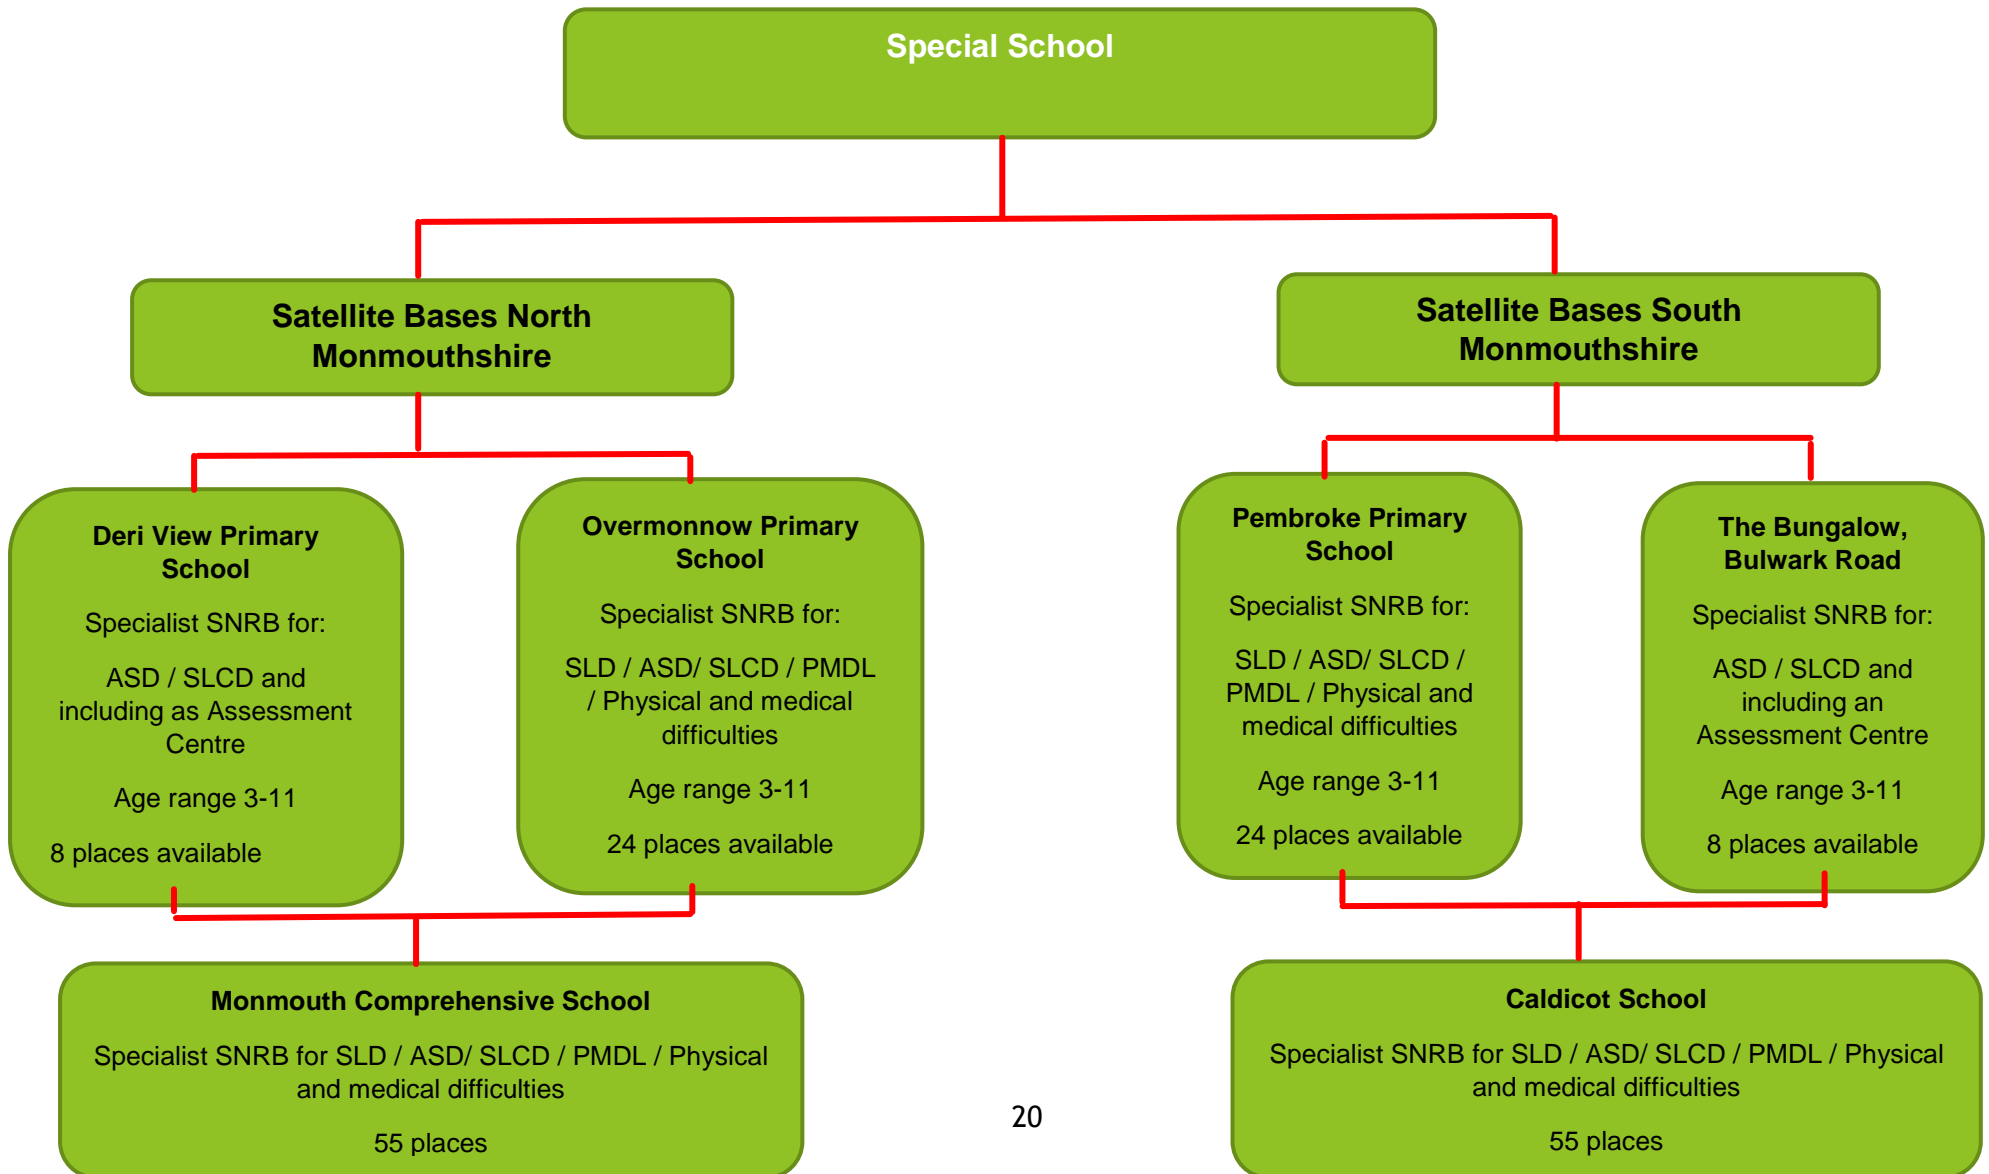 Special School
Satellite Bases North
Monmouthshire
Satellite Bases South
Monmouthshire
Deri View Primary
School
Specialist SNRB for:
ASD / SLCD and
including as Assessment
Centre
Age range 3-11
8 places available
Overmonnow Primary
School
Specialist SNRB for:
SLD / ASD/ SLCD / PMDL
/ Physical and medical
difficulties
Age range 3-11
24 places available
Pembroke Primary
School
Specialist SNRB for:
SLD / ASD/ SLCD /
PMDL / Physical and
medical difficulties
Age range 3-11
24 places available
The Bungalow,
Bulwark Road
Specialist SNRB for:
ASD / SLCD and
including an
Assessment Centre
Age range 3-11
8 places available
Monmouth Comprehensive School
Specialist SNRB for SLD / ASD/ SLCD / PMDL / Physical
and medical difficulties
55 places
Caldicot School
Specialist SNRB for SLD / ASD/ SLCD / PMDL / Physical
and medical difficulties
55 places
20